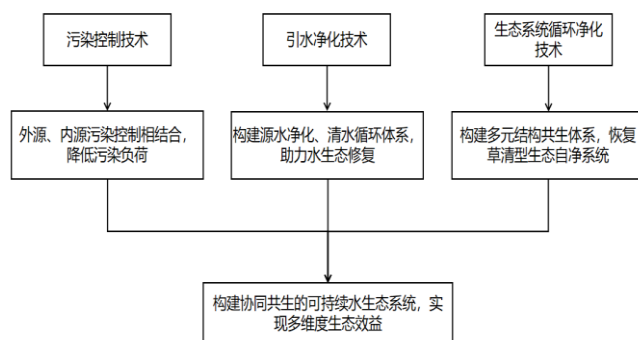 污染控制技术
引水净化技术
生态系统循环净化
技术
外源、内源污染控制相结合，
降低污染负荷
构建源水净化、清水循环体系，
助力水生态修复
构建多元结构共生体系，恢复
草清型生态自净系统
构建协同共生的可持续水生态系统，实
现多维度生态效益